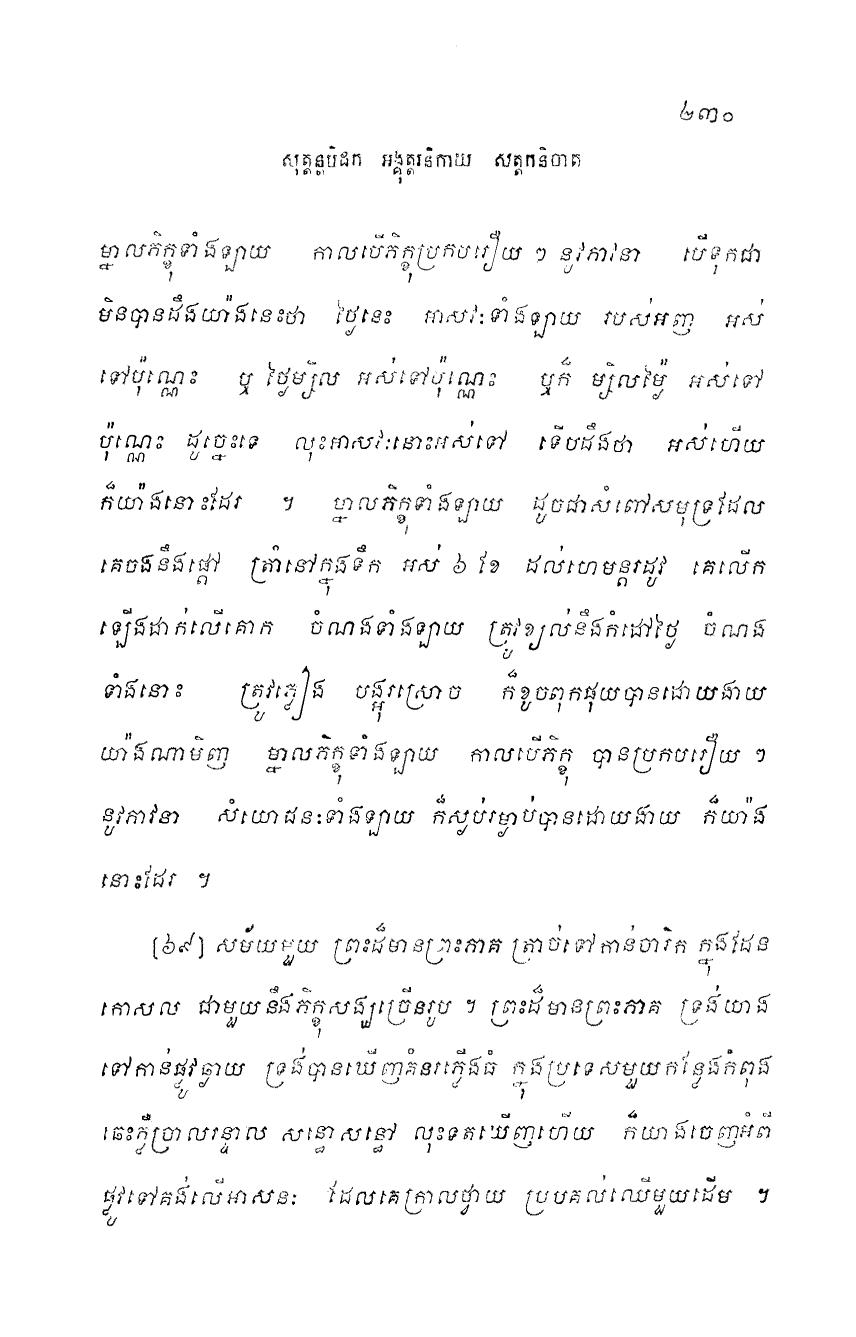 ២៣០
សុត្តន្តបិដក អង្គុត្តរនិកាយ សត្តកនិបាត
ម្នាលភិក្ខុទាំងឡាយ កាលបើភិក្ខុប្រកបរឿយ ៗ នូវភាវនា បើទុកជា
មិនបានដឹងយ៉ាងនេះថា ថ្ងៃនេះ អាសវៈទាំងឡាយ របស់អញ អស់
ទៅប៉ុណ្ណេះ ឬ ថ្ងៃម្សិល អស់ទៅប៉ុណ្ណេះ ឬក៏ ម្សិលម្ង៉ៃ អស់ទៅ
ប៉ុណ្ណេះ ដូច្នេះទេ លុះអាសវៈនោះអស់ទៅ ទើបដឹងថា អស់ហើយ
ក៏យ៉ាងនោះដែរ ។ ម្នាលភិក្ខុទាំងឡាយ ដូចជាសំពៅសមុទ្រដែល
គេចងនឹងផ្តៅ ត្រាំនៅក្នុងទឹក អស់ ៦ ខែ ដល់ហេមន្តរដូវ គេលើក
ឡើងដាក់លើគោក ចំណងទាំងឡាយ ត្រូវខ្យល់នឹងកំដៅថ្ងៃ ចំណង
ទាំងនោះ ត្រូវភ្លៀង បង្អុរស្រោច ក៏ខូចពុកផុយបានដោយងាយ
យ៉ាងណាមិញ ម្នាលភិក្ខុទាំងឡាយ កាលបើភិក្ខុ បានប្រកបរឿយ ៗ
នូវភាវនា សំយោជនៈទាំងឡាយ ក៏ស្ងប់រម្ងាប់បានដោយងាយ ក៏យ៉ាង
នោះដែរ ។
[៦៩] សម័យមួយ ព្រះដ៏មានព្រះភាគ ត្រាច់ទៅកាន់ចារិក ក្នុងដែន
កោសល ជាមួយនឹងភិក្ខុសង្ឃច្រើនរូប ។ ព្រះដ៏មានព្រះភាគ ទ្រង់យាង
ទៅកាន់ផ្លូវឆ្ងាយ ទ្រង់បានឃើញគំនរភ្លើងធំ ក្នុងប្រទេសមួយកន្លែងកំពុង
ឆេះក្លឺច្រាលរន្ទាល សន្ធោសន្ធៅ លុះទតឃើញហើយ ក៏យាងចេញអំពី
ផ្លូវទៅគង់លើអាសនៈ ដែលគេក្រាលថ្វាយ ប្របគល់ឈើមួយដើម ។